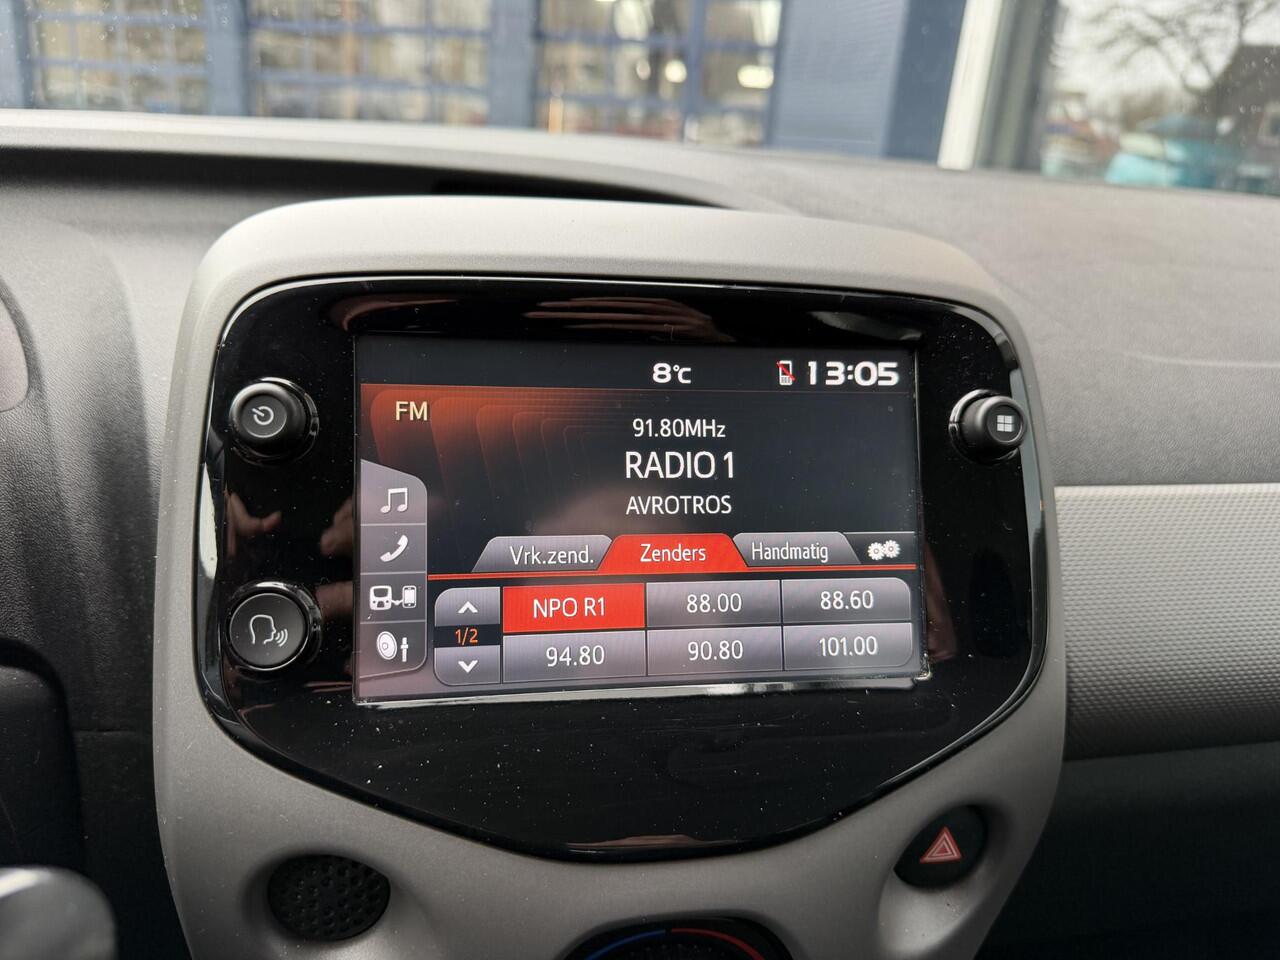 8°C 13:05
FM
91.80MHz
RADIO 1
AVROTROS
Vrk.zend. Zenders Handmatig
1/2
NPO R1 88.00 88.60
94.80 90.80 101.00